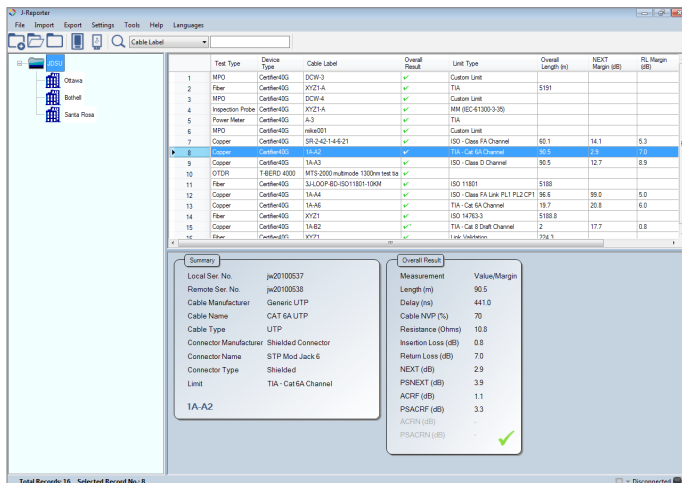 J-Reporter
File Import Export Settings Tools Help Languages
Cable Label
JDSU
Ottawa
Bothell
Santa Rosa
Test Type Device Type Cable Label Overall Result Limit Type Overall Length (m) NEXT Margin (dB) RL Margin (dB)
1 MPO Certifier40G DCW-3 Custom Limit
2 Fiber Certifier40G XYZ1-A TIA 5191
3 MPO Certifier40G DCW-4 Custom Limit
4 Inspection Probe Certifier40G XYZ1-A MM (IEC-61300-3-35)
5 Power Meter Certifier40G A-3 TIA
6 MPO Certifier40G mike001 Custom Limit
7 Copper Certifier40G SR-2-42-1-4-6-21 ISO - Class FA Channel 60.1 14.1 5.3
8 Copper Certifier40G 1A-A2 TIA - Cat 6A Channel 90.5 2.9 7.0
9 Copper Certifier40G 1A-A3 ISO - Class D Channel 90.5 12.7 8.9
10 OTDR T-BERD 4000 MTS-2000 multimode 1300nm test tia
11 Fiber Certifier40G 3J-LOOP-BD-ISO11801-10KM ISO 11801 5188
12 Copper Certifier40G 1A-A4 ISO - Class FA Link PL1 PL2 CP1 96.6 99.0 5.0
13 Copper Certifier40G 1A-A6 TIA - Cat 6A Channel 19.7 20.8 6.0
14 Fiber Certifier40G XYZ1 ISO 14763-3 5188.8
15 Copper Certifier40G 1A-B2 TIA - Cat 8 Draft Channel 2 17.7 0.8
16 Fiber Certifier40G XYZ1 Link Validation 224.3
Summary
Local Ser. No. jw20100537
Remote Ser. No. jw20100538
Cable Manufacturer Generic UTP
Cable Name CAT 6A UTP
Cable Type UTP
Connector Manufacturer Shielded Connector
Connector Name STP Mod Jack 6
Connector Type Shielded
Limit TIA - Cat 6A Channel
1A-A2
Overall Result
Measurement Value/Margin
Length (m) 90.5
Delay (ns) 441.0
Cable NVP (%) 70
Resistance (Ohms) 10.8
Insertion Loss (dB) 0.8
Return Loss (dB) 7.0
NEXT (dB) 2.9
PSNEXT (dB) 3.9
ACRF (dB) 1.1
PSACRF (dB) 3.3
ACRN (dB) -
PSACRN (dB) -
Total Records: 16 Selected Record No.: 8
Disconnected